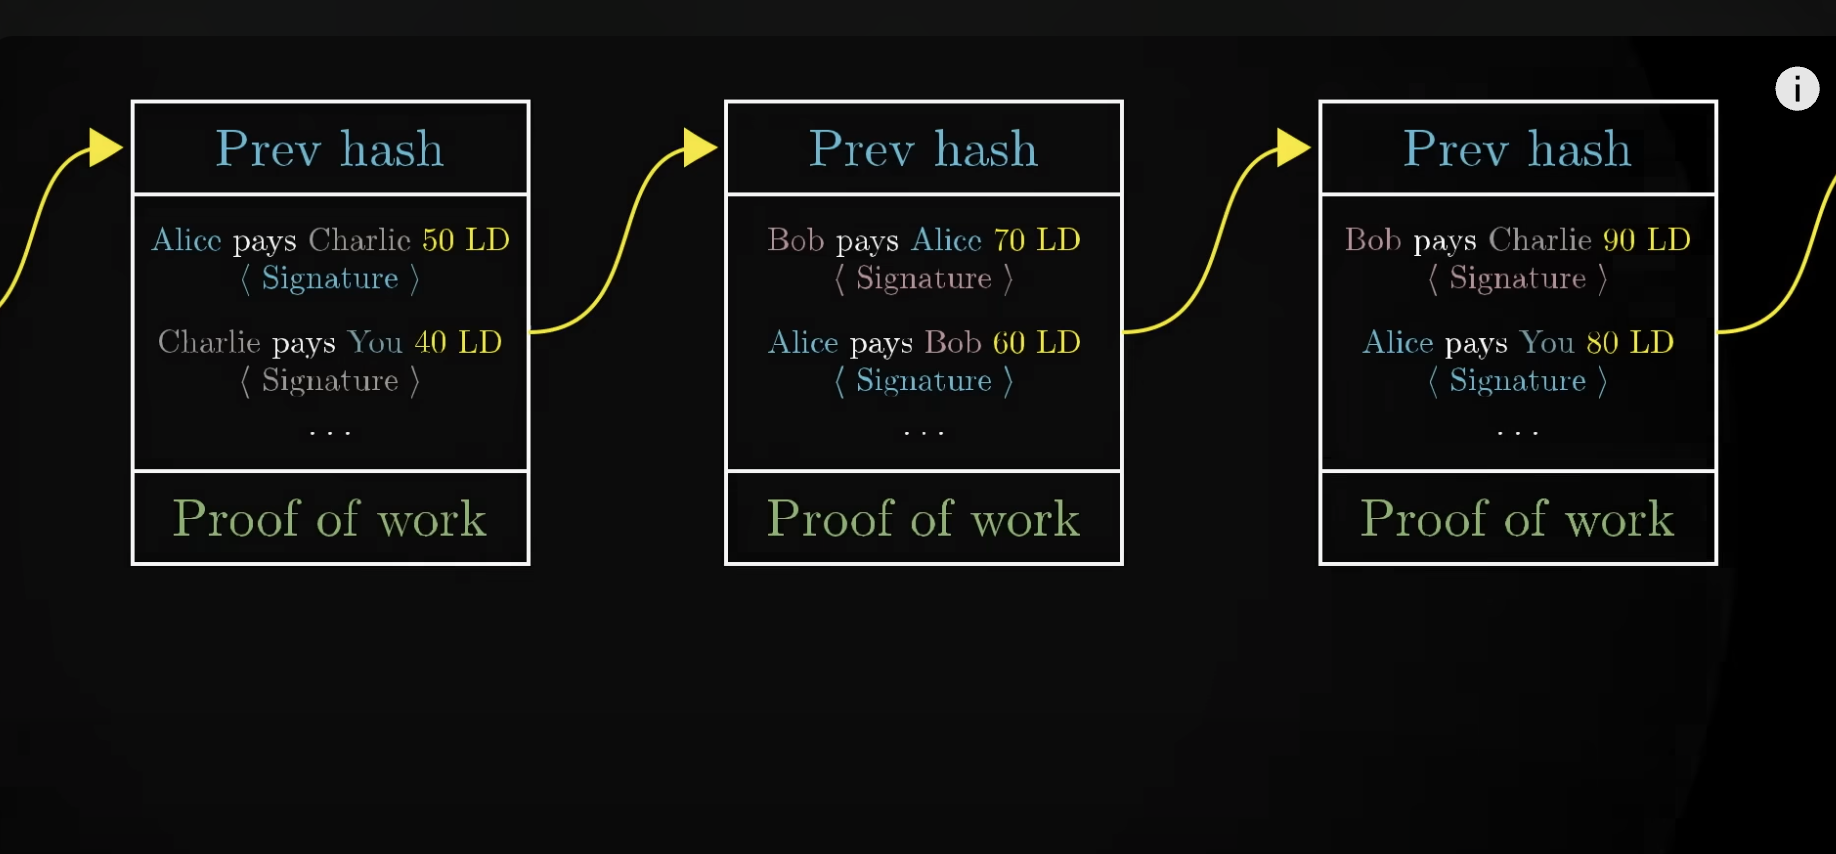 Prev hash
Alice pays Charlie 50 LD
⟨ Signature ⟩
Charlie pays You 40 LD
⟨ Signature ⟩
...
Proof of work
Prev hash
Bob pays Alice 70 LD
⟨ Signature ⟩
Alice pays Bob 60 LD
⟨ Signature ⟩
...
Proof of work
Prev hash
Bob pays Charlie 90 LD
⟨ Signature ⟩
Alice pays You 80 LD
⟨ Signature ⟩
...
Proof of work
i